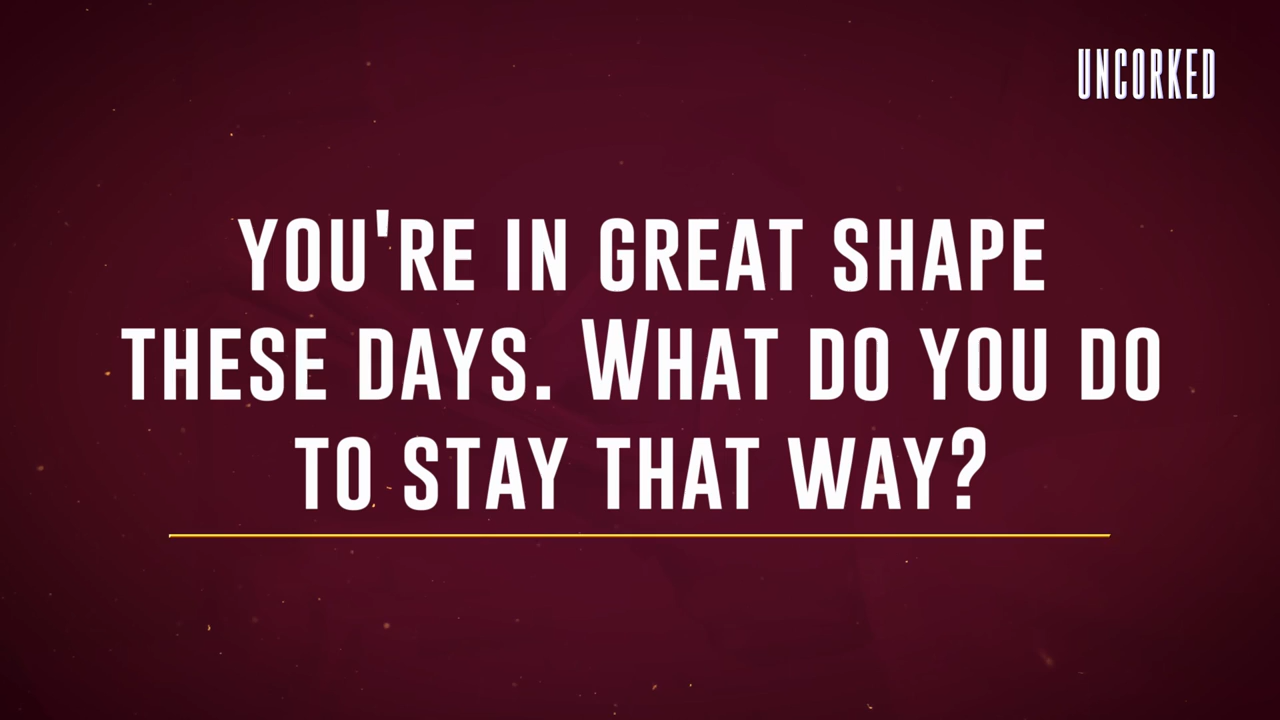 UNCORKED
YOU'RE IN GREAT SHAPE
THESE DAYS. WHAT DO YOU DO
TO STAY THAT WAY?